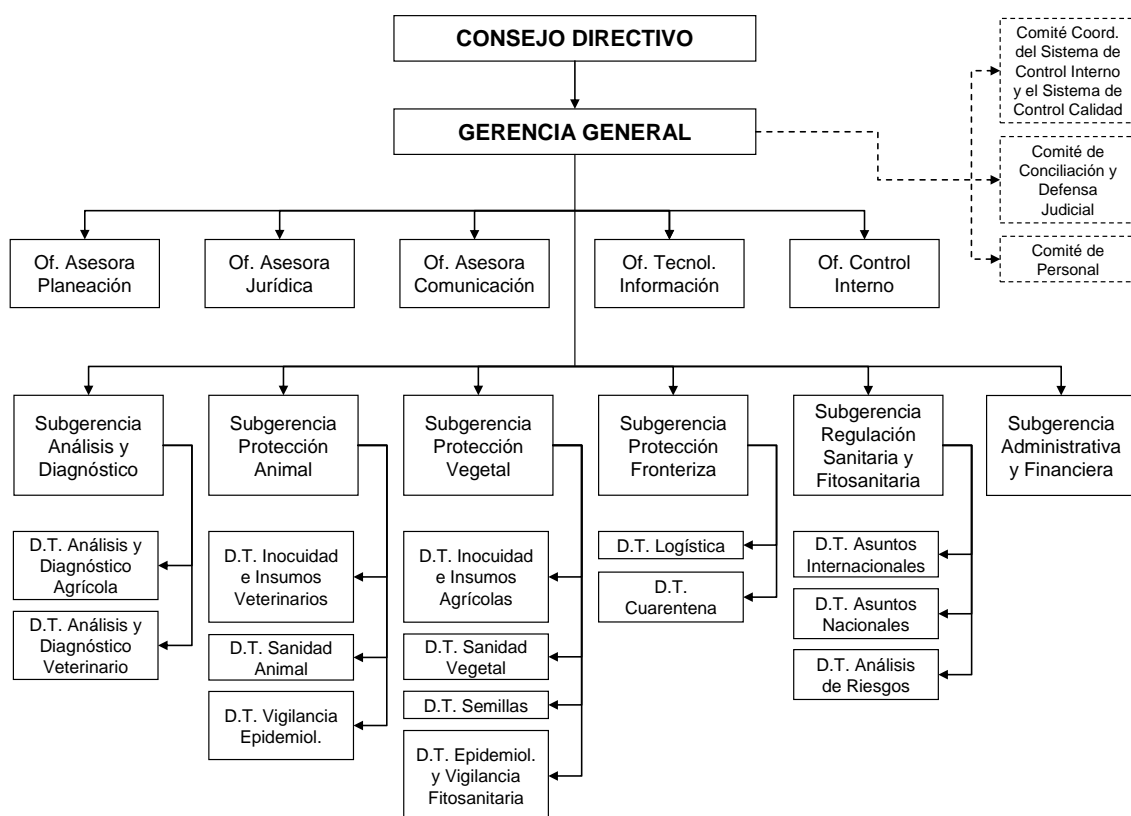 CONSEJO DIRECTIVO
GERENCIA GENERAL
Comité Coord.
del Sistema de
Control Interno
y el Sistema de
Control Calidad
Comité de
Conciliación y
Defensa
Judicial
Comité de
Personal
Of. Asesora
Planeación
Of. Asesora
Jurídica
Of. Asesora
Comunicación
Of. Tecnol.
Información
Of. Control
Interno
Subgerencia
Análisis y
Diagnóstico
Subgerencia
Protección
Animal
Subgerencia
Protección
Vegetal
Subgerencia
Protección
Fronteriza
Subgerencia
Regulación
Sanitaria y
Fitosanitaria
Subgerencia
Administrativa
y Financiera
D.T. Análisis y
Diagnóstico
Agrícola
D.T. Análisis y
Diagnóstico
Veterinario
D.T. Inocuidad
e Insumos
Veterinarios
D.T. Sanidad
Animal
D.T. Vigilancia
Epidemiol.
D.T. Inocuidad
e Insumos
Agrícolas
D.T. Sanidad
Vegetal
D.T. Semillas
D.T. Epidemiol.
y Vigilancia
Fitosanitaria
D.T. Logística
D.T.
Cuarentena
D.T. Asuntos
Internacionales
D.T. Asuntos
Nacionales
D.T. Análisis
de Riesgos